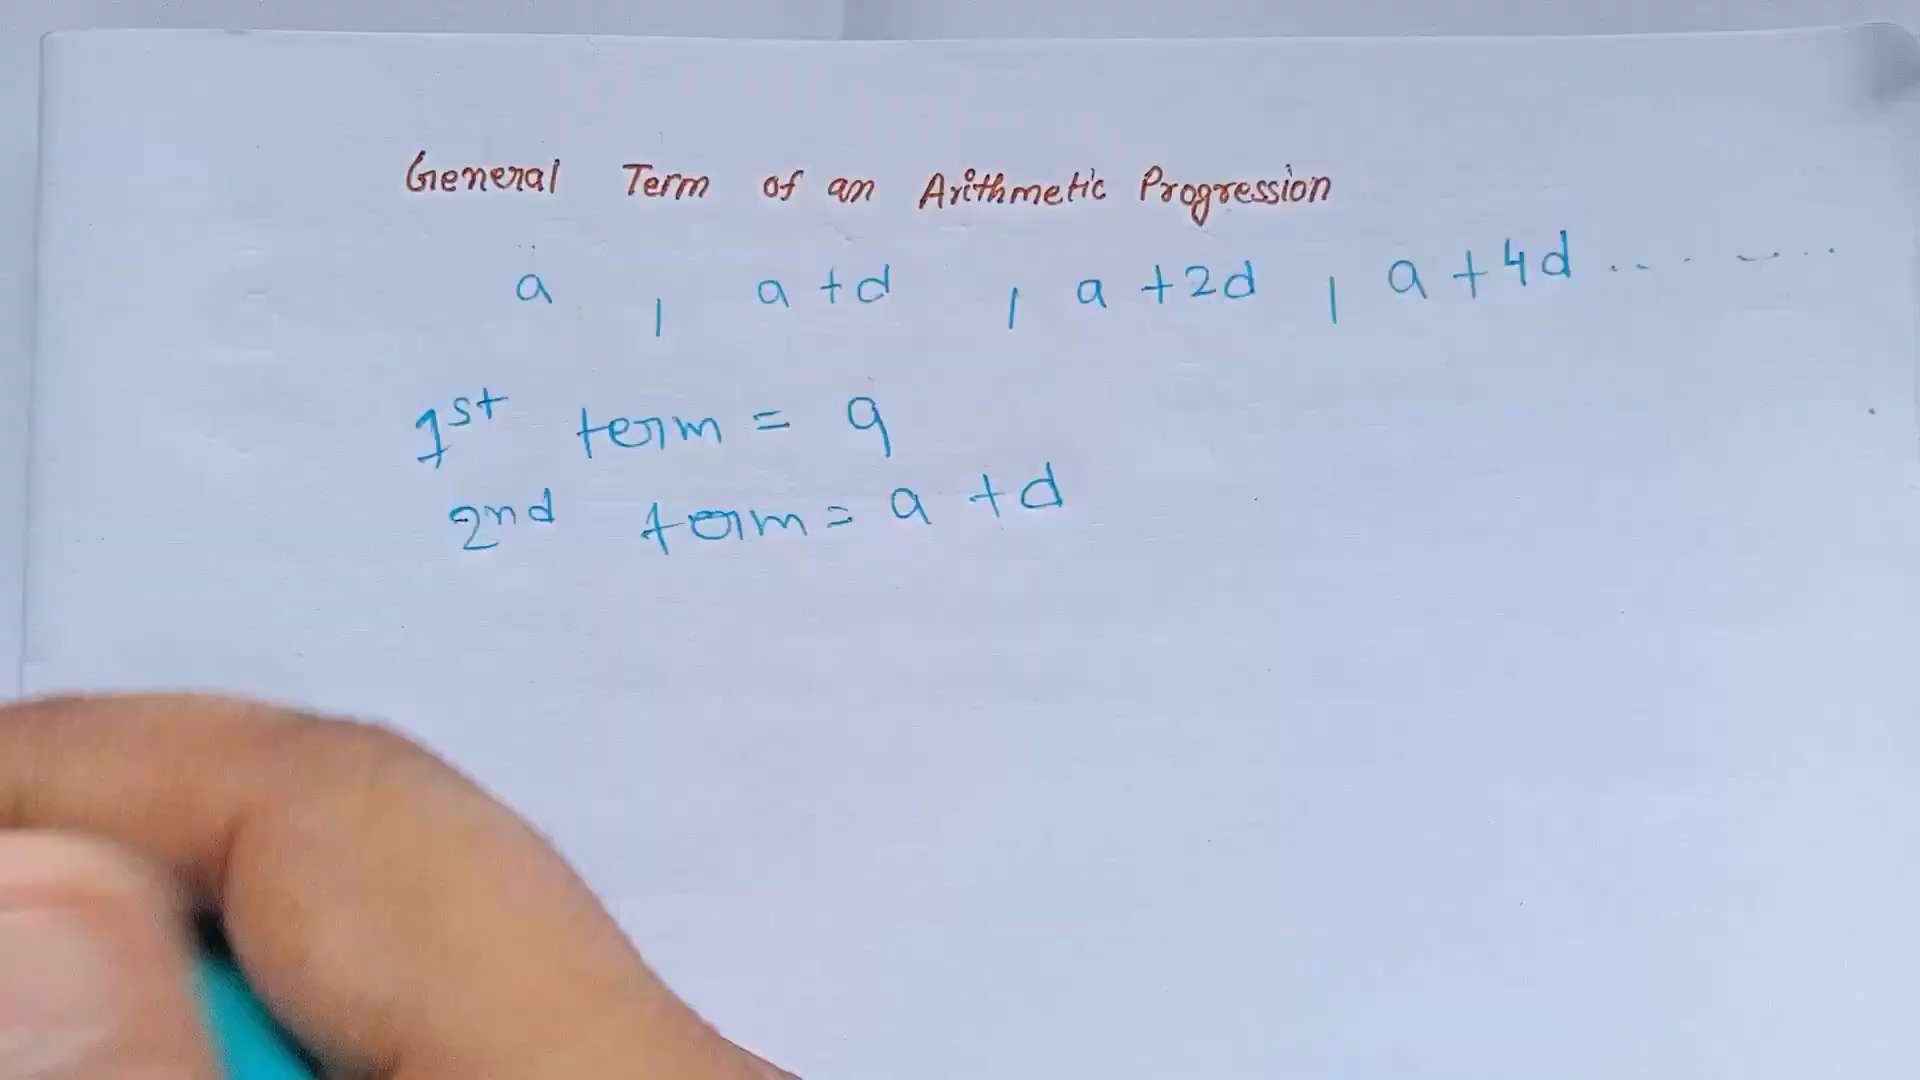 General Term of an Arithmetic Progression
a , a + d , a + 2d , a + 4d .... ....
1st term = a
2nd term = a + d